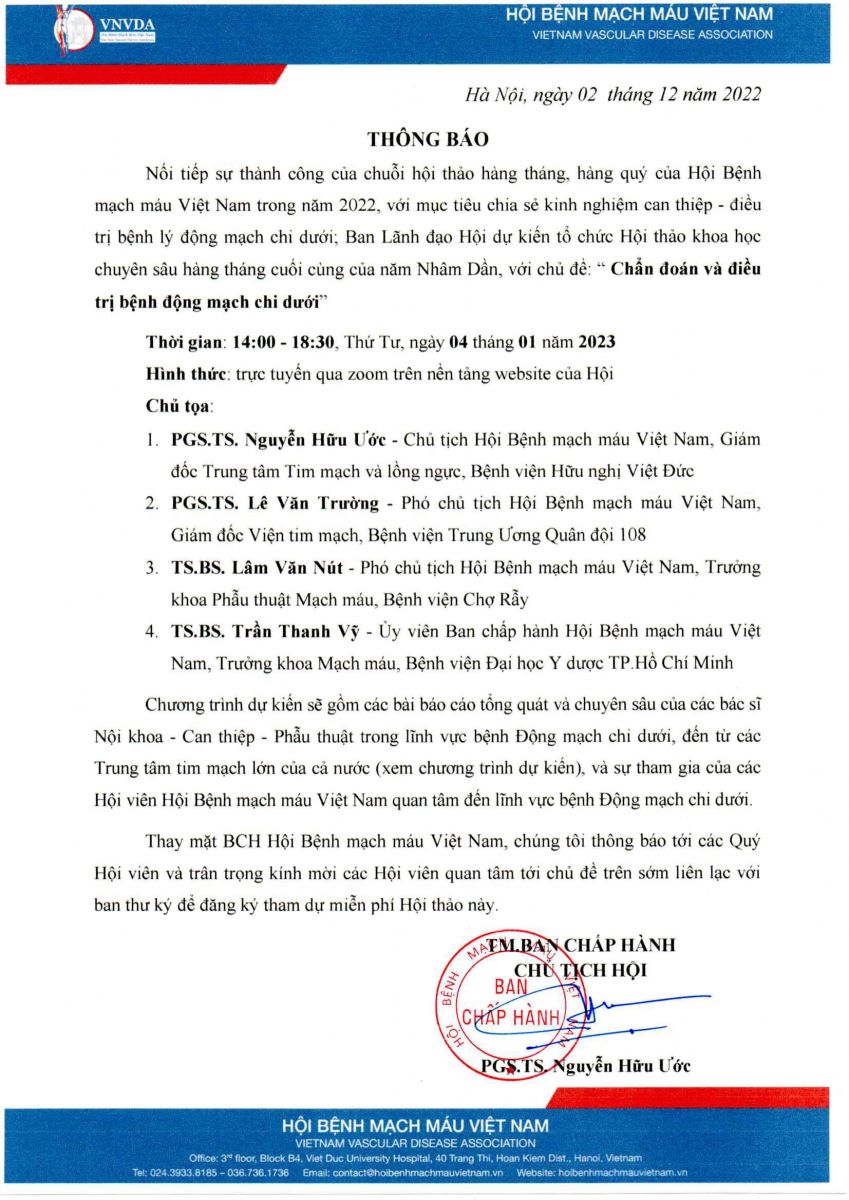 VNVDA
HỘI BỆNH MẠCH MÁU VIỆT NAM
VIETNAM VASCULAR DISEASE ASSOCIATION
Hà Nội, ngày 02 tháng 12 năm 2022
THÔNG BÁO
Nối tiếp sự thành công của chuỗi hội thảo hàng tháng, hàng quý của Hội Bệnh
mạch máu Việt Nam trong năm 2022, với mục tiêu chia sẻ kinh nghiệm can thiệp - điều
trị bệnh lý động mạch chi dưới; Ban Lãnh đạo Hội dự kiến tổ chức Hội thảo khoa học
chuyên sâu hàng tháng cuối cùng của năm Nhâm Dần, với chủ đề: “ Chẩn đoán và điều
trị bệnh động mạch chi dưới”
Thời gian: 14:00 - 18:30, Thứ Tư, ngày 04 tháng 01 năm 2023
Hình thức: trực tuyến qua zoom trên nền tảng website của Hội
Chủ tọa:
1. PGS.TS. Nguyễn Hữu Ước - Chủ tịch Hội Bệnh mạch máu Việt Nam, Giám
đốc Trung tâm Tim mạch và lồng ngực, Bệnh viện Hữu nghị Việt Đức
2. PGS.TS. Lê Văn Trường - Phó chủ tịch Hội Bệnh mạch máu Việt Nam,
Giám đốc Viện tim mạch, Bệnh viện Trung Ương Quân đội 108
3. TS.BS. Lâm Văn Nút - Phó chủ tịch Hội Bệnh mạch máu Việt Nam, Trưởng
khoa Phẫu thuật Mạch máu, Bệnh viện Chợ Rẫy
4. TS.BS. Trần Thanh Vỹ - Ủy viên Ban chấp hành Hội Bệnh mạch máu Việt
Nam, Trưởng khoa Mạch máu, Bệnh viện Đại học Y dược TP.Hồ Chí Minh
Chương trình dự kiến sẽ gồm các bài báo cáo tổng quát và chuyên sâu của các bác sĩ
Nội khoa - Can thiệp - Phẫu thuật trong lĩnh vực bệnh Động mạch chi dưới, đến từ các
Trung tâm tim mạch lớn của cả nước (xem chương trình dự kiến), và sự tham gia của các
Hội viên Hội Bệnh mạch máu Việt Nam quan tâm đến lĩnh vực bệnh Động mạch chi dưới.
Thay mặt BCH Hội Bệnh mạch máu Việt Nam, chúng tôi thông báo tới các Quý
Hội viên và trân trọng kính mời các Hội viên quan tâm tới chủ đề trên sớm liên lạc với
ban thư ký để đăng ký tham dự miễn phí Hội thảo này.
TM.BAN CHẤP HÀNH
CHỦ TỊCH HỘI
HỘI BỆNH MẠCH MÁU VIỆT NAM
BAN
CHẤP HÀNH
PGS.TS. Nguyễn Hữu Ước
HỘI BỆNH MẠCH MÁU VIỆT NAM
VIETNAM VASCULAR DISEASE ASSOCIATION
Office: 3rd floor, Block B4, Viet Duc University Hospital, 40 Trang Thi, Hoan Kiem Dist., Hanoi, Vietnam
Tel: 024.3933.8185 – 036.736.1736 Email: contact@hoibenhmachmauvietnam.vn Website: hoibenhmachmauvietnam.vn